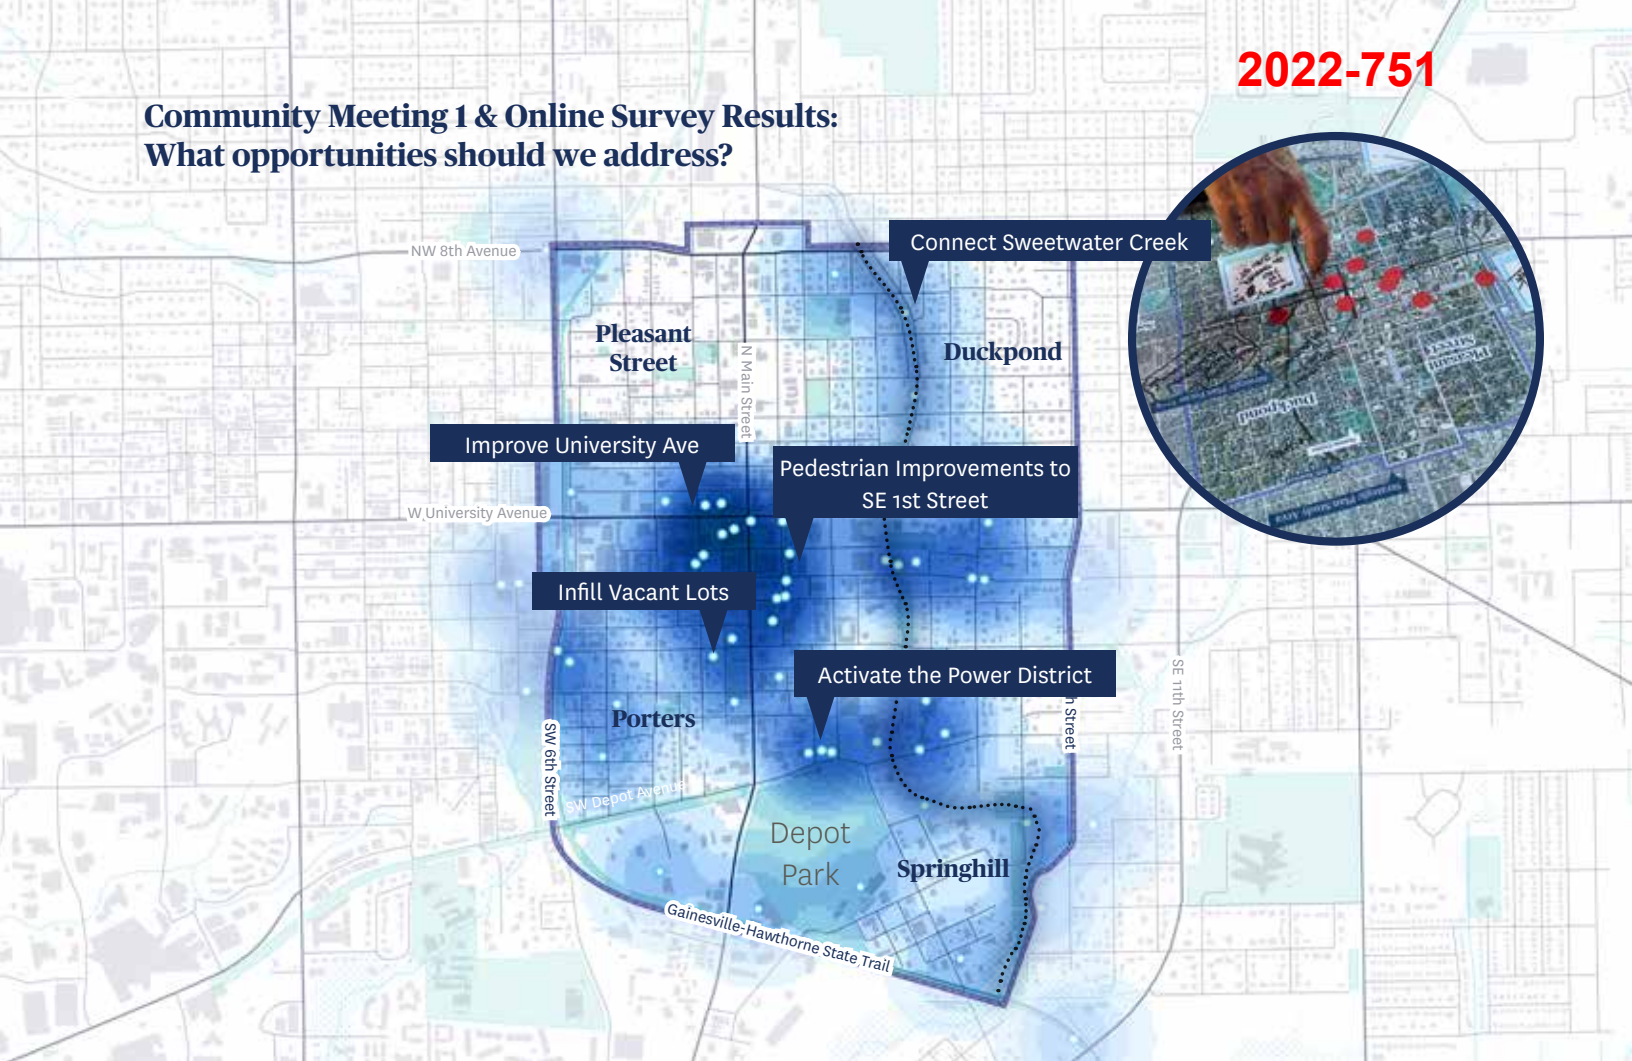 2022-751
Community Meeting 1 & Online Survey Results:
What opportunities should we address?
Connect Sweetwater Creek
NW 8th Avenue
Pleasant
Street
Duckpond
N Main Street
Improve University Ave
Pedestrian Improvements to
SE 1st Street
W University Avenue
Infill Vacant Lots
Activate the Power District
Porters
SW 6th Street
h Street
SE 11th Street
SW Depot Avenue
Depot
Park
Springhill
Gainesville-Hawthorne State Trail
Duckpond